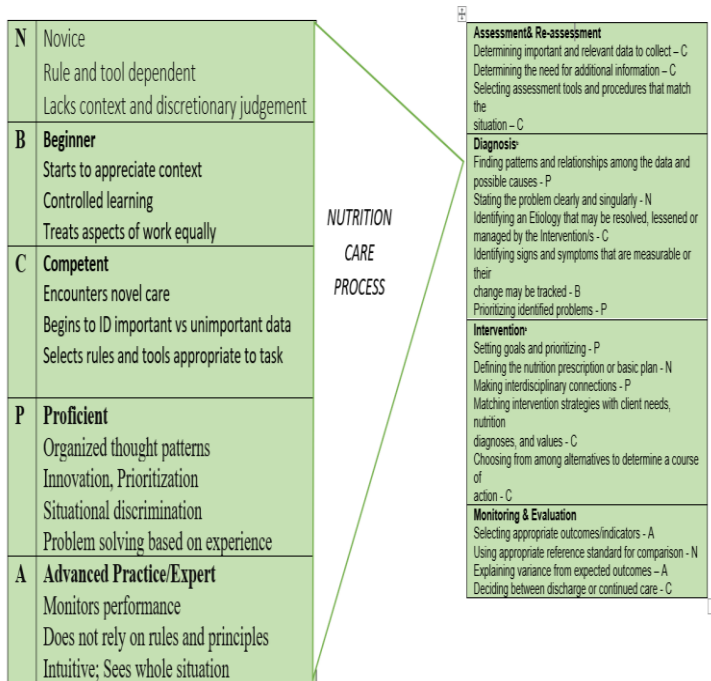 N Novice
Rule and tool dependent
Lacks context and discretionary judgement
B Beginner
Starts to appreciate context
Controlled learning
Treats aspects of work equally
C Competent
Encounters novel care
Begins to ID important vs unimportant data
Selects rules and tools appropriate to task
P Proficient
Organized thought patterns
Innovation, Prioritization
Situational discrimination
Problem solving based on experience
A Advanced Practice/Expert
Monitors performance
Does not rely on rules and principles
Intuitive; Sees whole situation
NUTRITION
CARE
PROCESS
Assessment& Re-assessment
Determining important and relevant data to collect – C
Determining the need for additional information – C
Selecting assessment tools and procedures that match
the
situation – C
Diagnosis
Finding patterns and relationships among the data and
possible causes - P
Stating the problem clearly and singularly - N
Identifying an Etiology that may be resolved, lessened or
managed by the Intervention/s - C
Identifying signs and symptoms that are measurable or
their
change may be tracked - B
Prioritizing identified problems - P
Intervention
Setting goals and prioritizing - P
Defining the nutrition prescription or basic plan - N
Making interdisciplinary connections - P
Matching intervention strategies with client needs,
nutrition
diagnoses, and values - C
Choosing from among alternatives to determine a course
of
action - C
Monitoring & Evaluation
Selecting appropriate outcomes/indicators - A
Using appropriate reference standard for comparison - N
Explaining variance from expected outcomes – A
Deciding between discharge or continued care - C